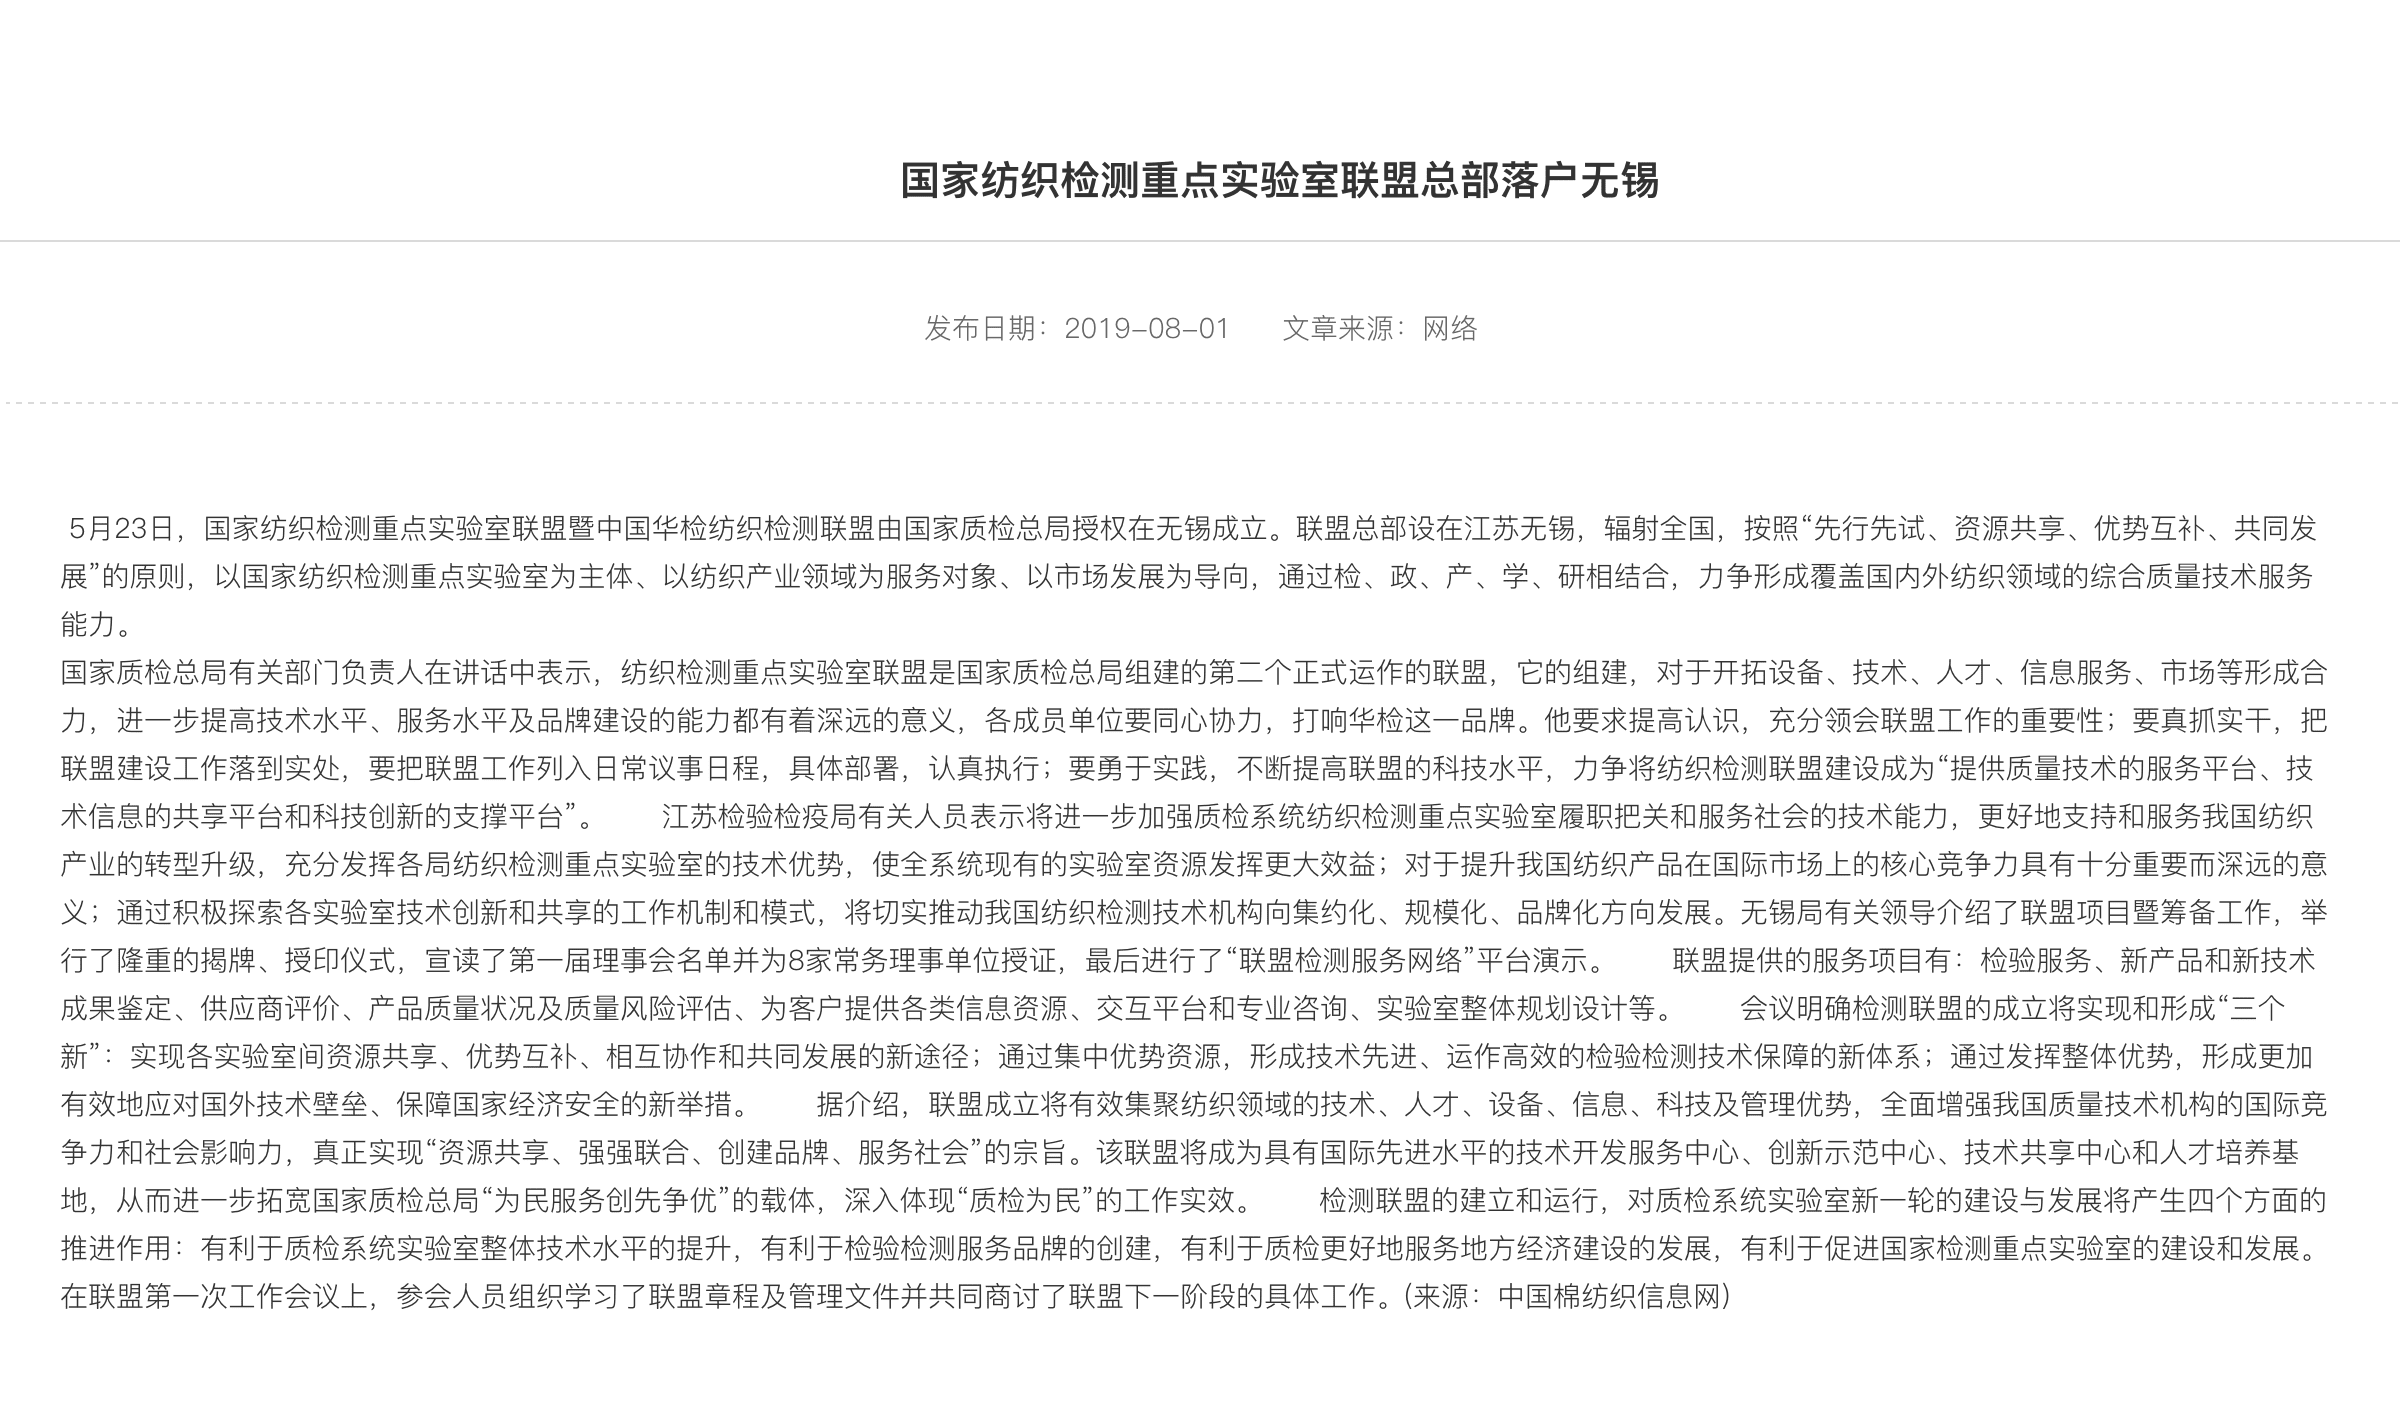 国家纺织检测重点实验室联盟总部落户无锡
发布日期：2019-08-01 文章来源：网络
5月23日，国家纺织检测重点实验室联盟暨中国华检纺织检测联盟由国家质检总局授权在无锡成立。联盟总部设在江苏无锡，辐射全国，按照“先行先试、资源共享、优势互补、共同发
展”的原则，以国家纺织检测重点实验室为主体、以纺织产业领域为服务对象、以市场发展为导向，通过检、政、产、学、研相结合，力争形成覆盖国内外纺织领域的综合质量技术服务
能力。
国家质检总局有关部门负责人在讲话中表示，纺织检测重点实验室联盟是国家质检总局组建的第二个正式运作的联盟，它的组建，对于开拓设备、技术、人才、信息服务、市场等形成合
力，进一步提高技术水平、服务水平及品牌建设的能力都有着深远的意义，各成员单位要同心协力，打响华检这一品牌。他要求提高认识，充分领会联盟工作的重要性；要真抓实干，把
联盟建设工作落到实处，要把联盟工作列入日常议事日程，具体部署，认真执行；要勇于实践，不断提高联盟的科技水平，力争将纺织检测联盟建设成为“提供质量技术的服务平台、技
术信息的共享平台和科技创新的支撑平台”。　　江苏检验检疫局有关人员表示将进一步加强质检系统纺织检测重点实验室履职把关和服务社会的技术能力，更好地支持和服务我国纺织
产业的转型升级，充分发挥各局纺织检测重点实验室的技术优势，使全系统现有的实验室资源发挥更大效益；对于提升我国纺织产品在国际市场上的核心竞争力具有十分重要而深远的意
义；通过积极探索各实验室技术创新和共享的工作机制和模式，将切实推动我国纺织检测技术机构向集约化、规模化、品牌化方向发展。无锡局有关领导介绍了联盟项目暨筹备工作，举
行了隆重的揭牌、授印仪式，宣读了第一届理事会名单并为8家常务理事单位授证，最后进行了“联盟检测服务网络”平台演示。　　联盟提供的服务项目有：检验服务、新产品和新技术
成果鉴定、供应商评价、产品质量状况及质量风险评估、为客户提供各类信息资源、交互平台和专业咨询、实验室整体规划设计等。　　会议明确检测联盟的成立将实现和形成“三个
新”：实现各实验室间资源共享、优势互补、相互协作和共同发展的新途径；通过集中优势资源，形成技术先进、运作高效的检验检测技术保障的新体系；通过发挥整体优势，形成更加
有效地应对国外技术壁垒、保障国家经济安全的新举措。　　据介绍，联盟成立将有效集聚纺织领域的技术、人才、设备、信息、科技及管理优势，全面增强我国质量技术机构的国际竞
争力和社会影响力，真正实现“资源共享、强强联合、创建品牌、服务社会”的宗旨。该联盟将成为具有国际先进水平的技术开发服务中心、创新示范中心、技术共享中心和人才培养基
地，从而进一步拓宽国家质检总局“为民服务创先争优”的载体，深入体现“质检为民”的工作实效。　　检测联盟的建立和运行，对质检系统实验室新一轮的建设与发展将产生四个方面的
推进作用：有利于质检系统实验室整体技术水平的提升，有利于检验检测服务品牌的创建，有利于质检更好地服务地方经济建设的发展，有利于促进国家检测重点实验室的建设和发展。
在联盟第一次工作会议上，参会人员组织学习了联盟章程及管理文件并共同商讨了联盟下一阶段的具体工作。（来源：中国棉纺织信息网）